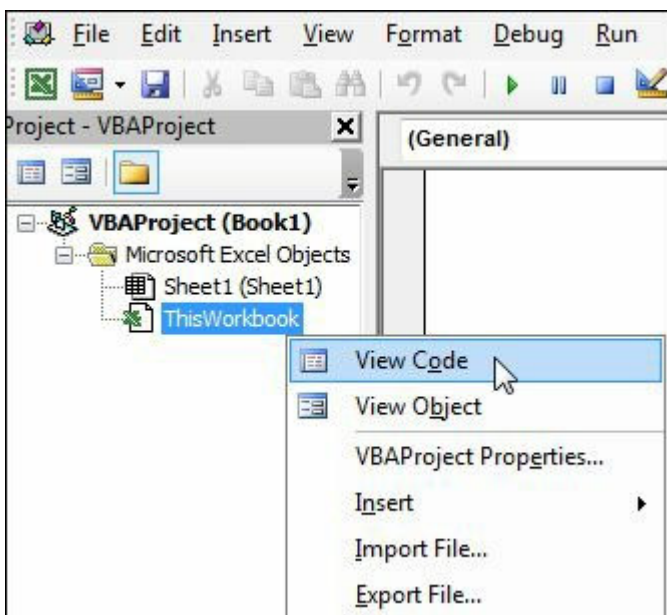 File Edit Insert View Format Debug Run
Project - VBAProject
(General)
VBAProject (Book1)
Microsoft Excel Objects
Sheet1 (Sheet1)
ThisWorkbook
View Code
View Object
VBAProject Properties...
Insert
Import File...
Export File...